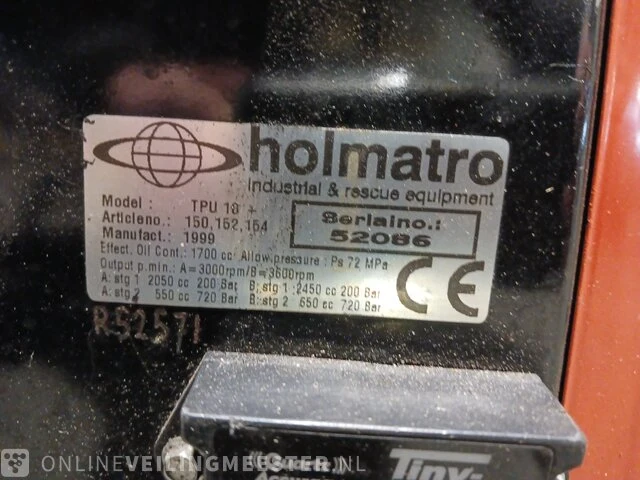 holmatro
industrial & rescue equipment
Model : TPU 18 +
Articleno.: 150,152,154
Manufact.: 1999
Serialno.:
52086
Effect. Oil Cont.: 1700 cc Allow.pressure : Ps 72 MPa
Output p.min.: A=3000rpm/B=3600rpm
A: stg 1 2050 cc 200 Bar B: stg 1 :2450 cc 200 Bar
A: stg 2 550 cc 720 Bar B: stg 2 650 cc 720 Bar
CE
R52571
Tiny-
ONLINEVEILINGMEESTER.NL